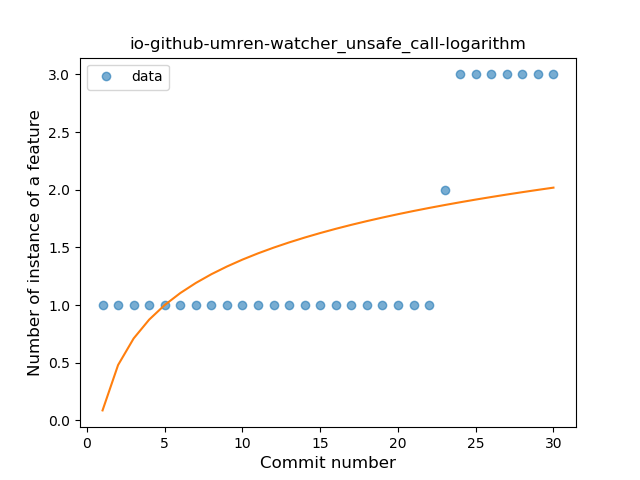 io-github-umren-watcher_unsafe_call-logarithm
data
Number of instance of a feature
3.0
2.5
2.0
1.5
1.0
0.5
0.0
0 5 10 15 20 25 30
Commit number